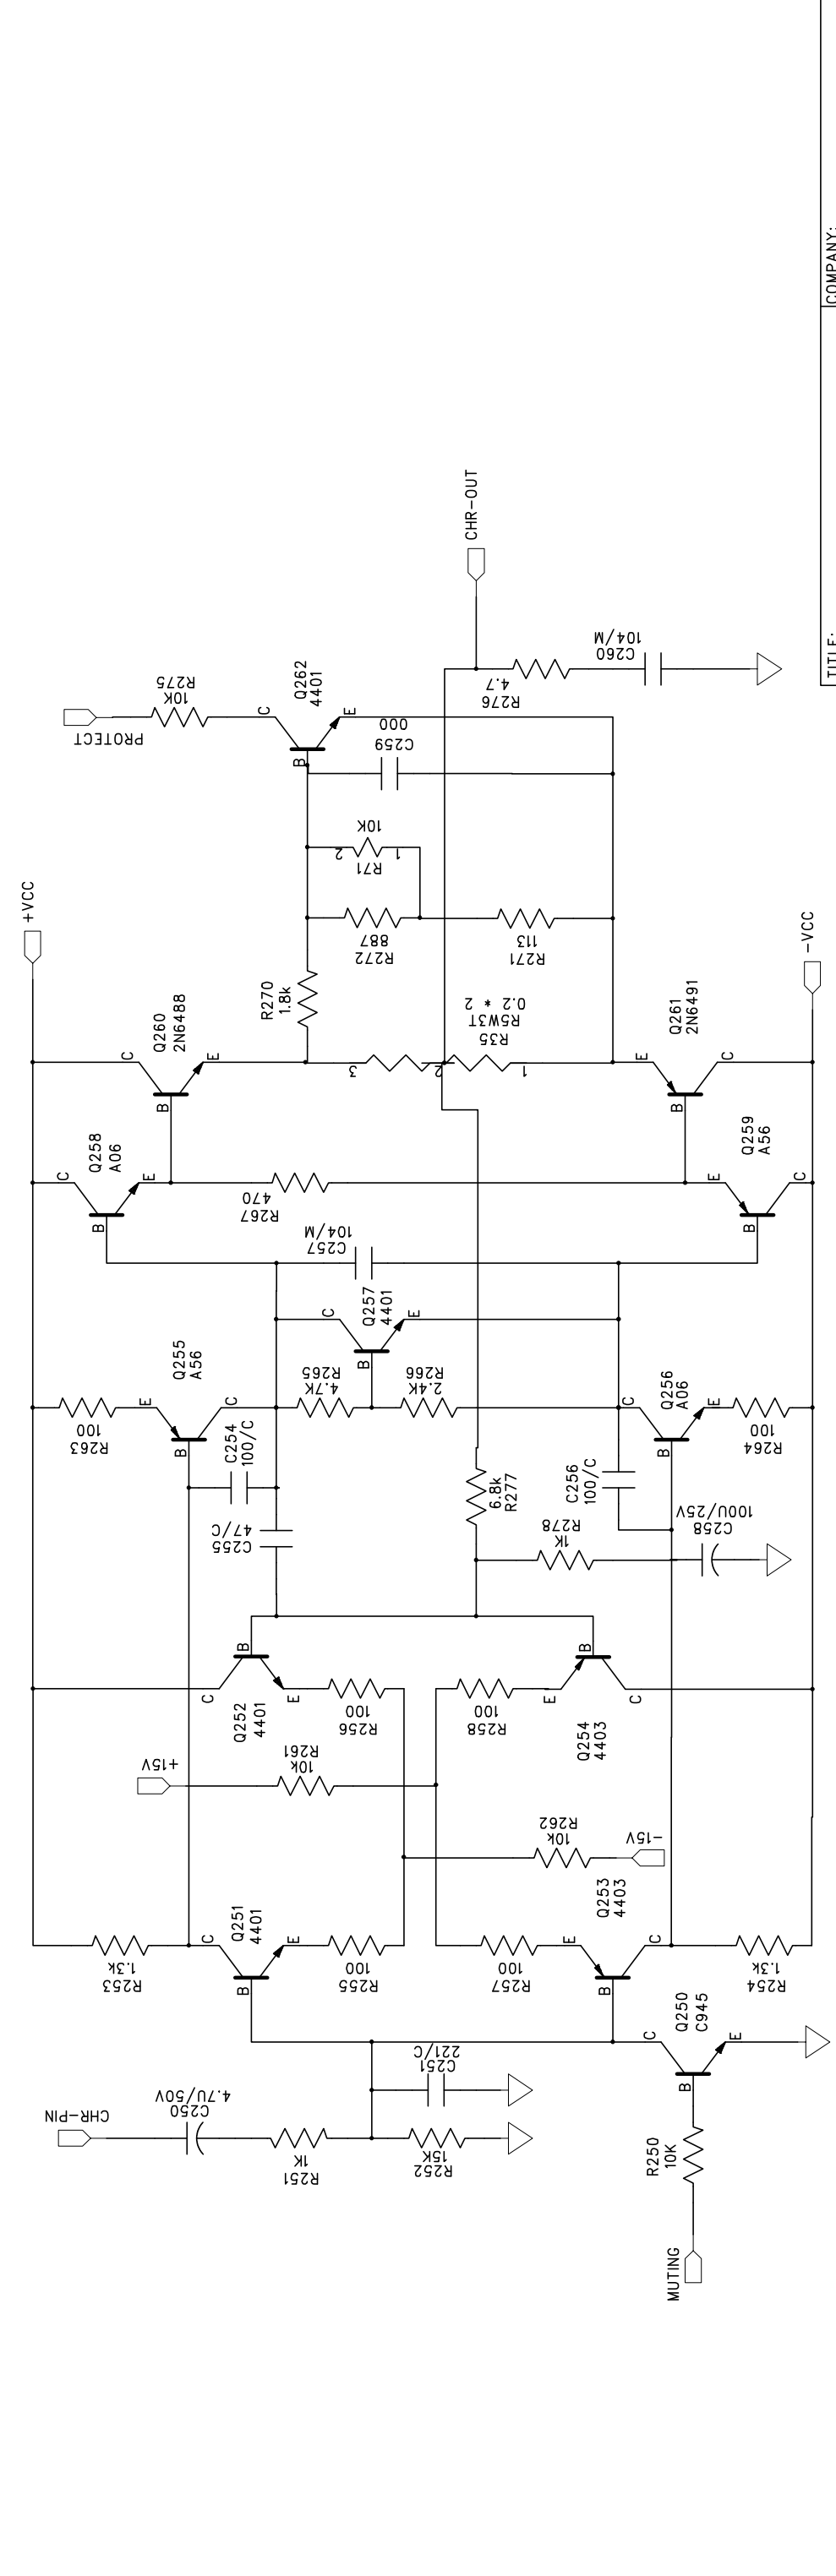 COMPANY:
TITLE:
CHR-OUT
C260
104/M
R276
4.7
Q262
4401
R275
10K
PROTECT
C
B
E
C259
000
R71
10K
2
1
R272
887
R271
113
+VCC
-VCC
R270
1.8k
Q260
2N6488
C
B
E
R35
R5W3T
0.2 * 2
3
2
1
Q261
2N6491
E
B
C
Q258
A06
C
B
E
R267
470
Q259
A56
E
B
C
C257
104/M
Q257
4401
C
B
E
R265
4.7K
R266
2.4K
Q255
A56
E
B
C
R263
100
C254
100/C
Q256
A06
C
B
E
R264
100
C255
47/C
6.8k
R277
C256
100/C
R278
1K
C258
100U/25V
B
C
E
Q252
4401
R256
100
R258
100
B
E
C
Q254
4403
+15V
R261
10k
R262
10k
-15V
Q251
4401
C
B
E
R253
1.3k
R255
100
Q253
4403
E
B
C
R257
100
R254
1.3k
Q250
C945
C
B
E
C251
221/C
CHR-PIN
C250
4.7U/50V
R251
1K
R252
15K
R250
10K
MUTING